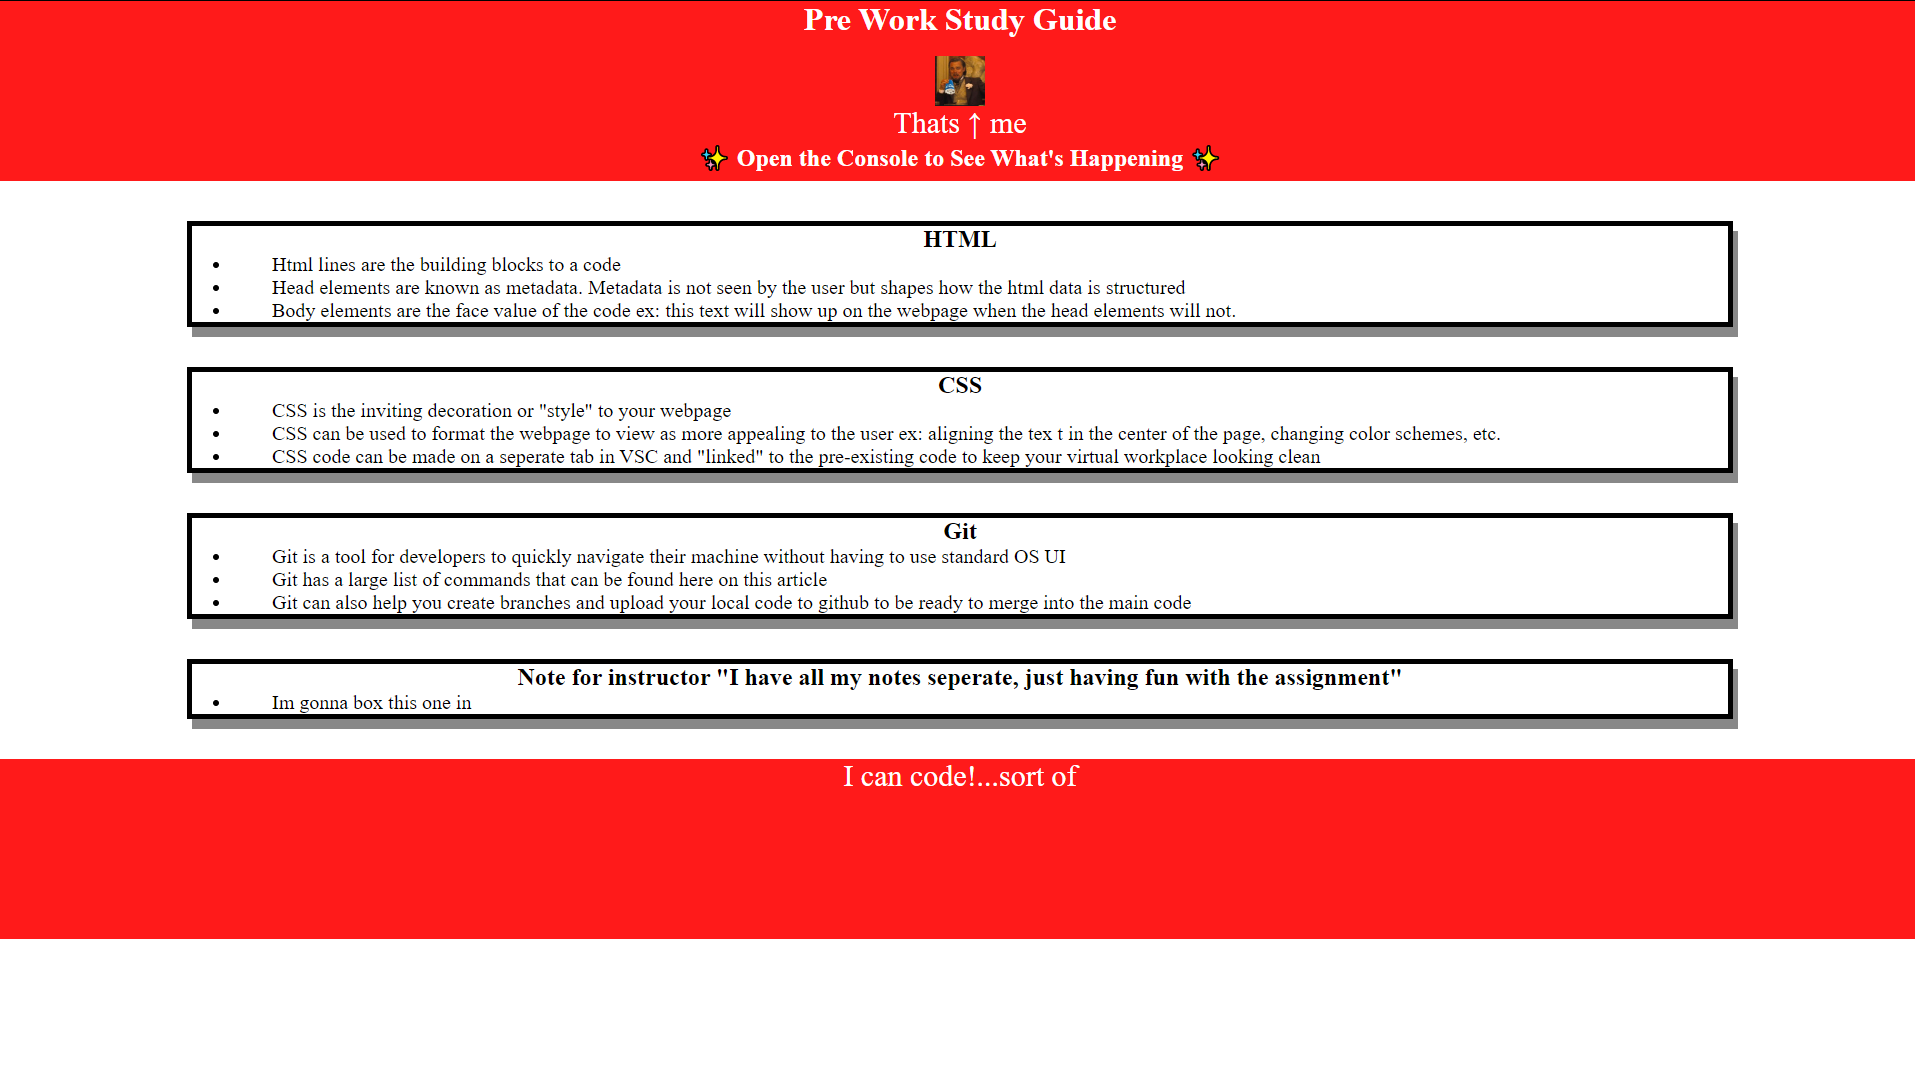 Pre Work Study Guide
Thats ↑ me
✨ Open the Console to See What's Happening ✨
HTML
• Html lines are the building blocks to a code
• Head elements are known as metadata. Metadata is not seen by the user but shapes how the html data is structured
• Body elements are the face value of the code ex: this text will show up on the webpage when the head elements will not.
CSS
• CSS is the inviting decoration or "style" to your webpage
• CSS can be used to format the webpage to view as more appealing to the user ex: aligning the tex t in the center of the page, changing color schemes, etc.
• CSS code can be made on a seperate tab in VSC and "linked" to the pre-existing code to keep your virtual workplace looking clean
Git
• Git is a tool for developers to quickly navigate their machine without having to use standard OS UI
• Git has a large list of commands that can be found here on this article
• Git can also help you create branches and upload your local code to github to be ready to merge into the main code
Note for instructor "I have all my notes seperate, just having fun with the assignment"
• Im gonna box this one in
I can code!...sort of